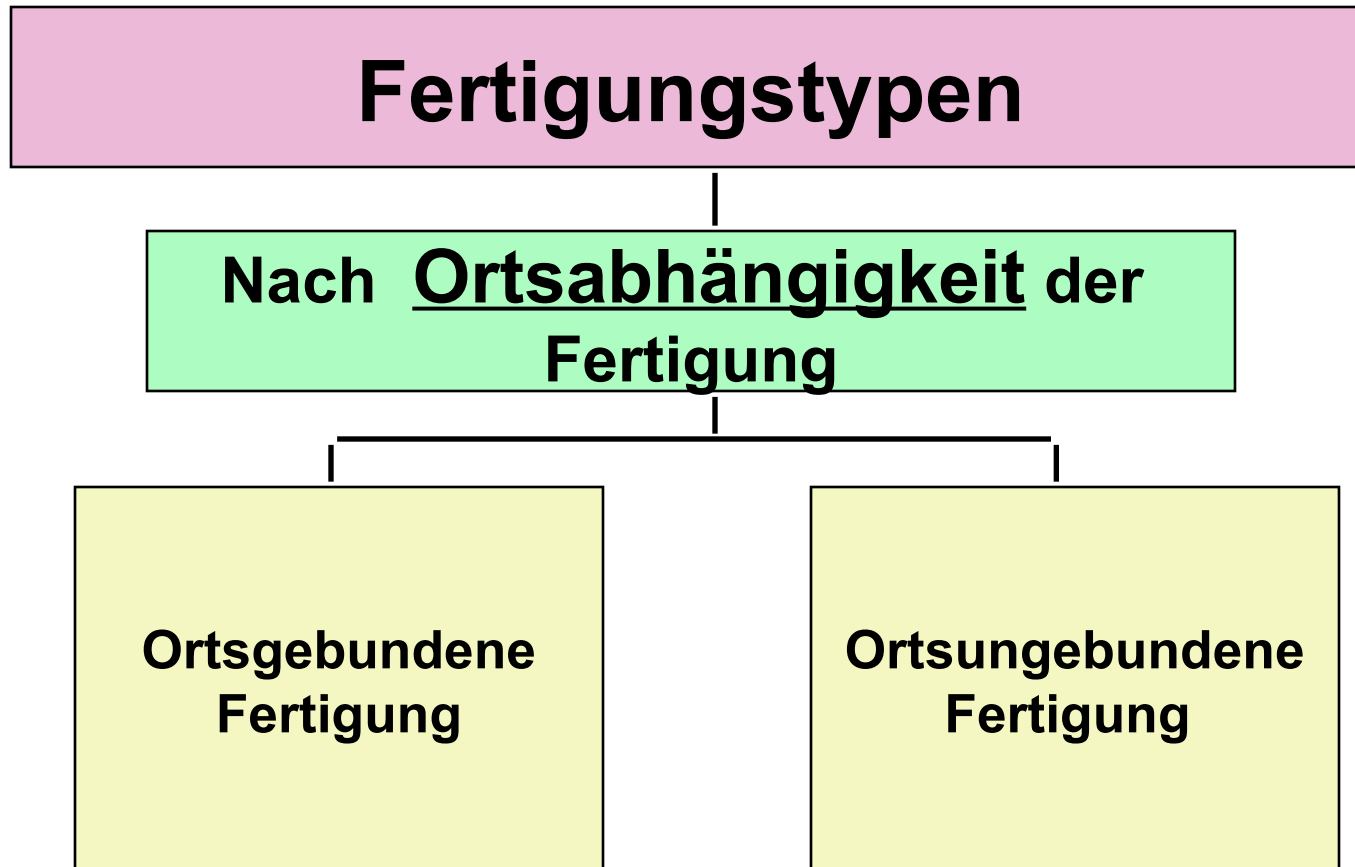 Fertigungstypen
Nach Ortsabhängigkeit der
Fertigung
Ortsgebundene
Fertigung
Ortsungebundene
Fertigung